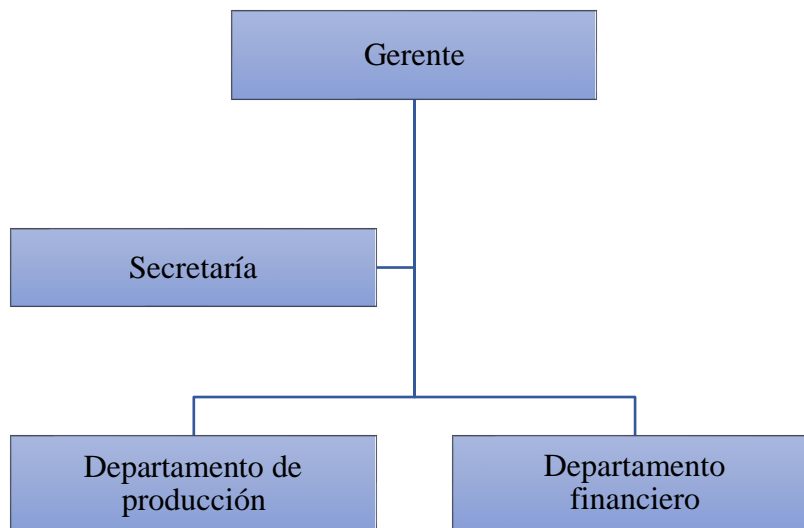 Gerente
Secretaría
Departamento de
producción
Departamento
financiero